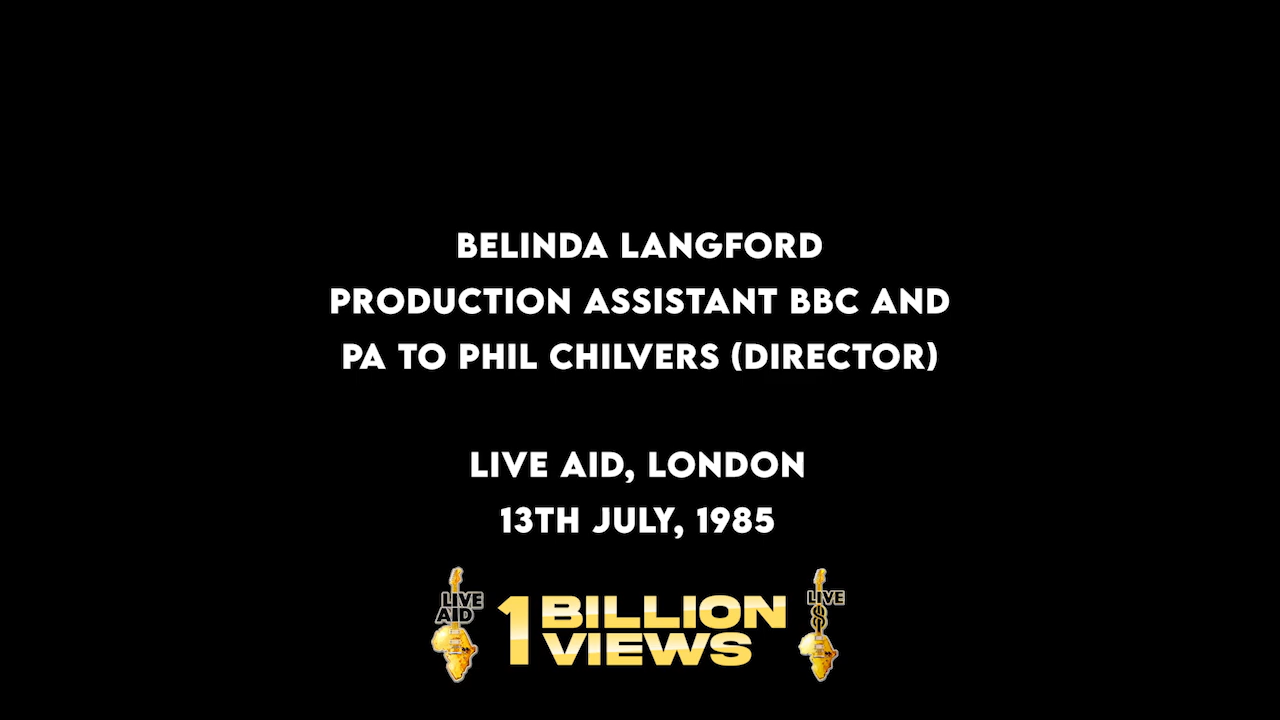 BELINDA LANGFORD
PRODUCTION ASSISTANT BBC AND
PA TO PHIL CHILVERS (DIRECTOR)
LIVE AID, LONDON
13TH JULY, 1985
LIVE
AID
1 BILLION
VIEWS
LIVE
8